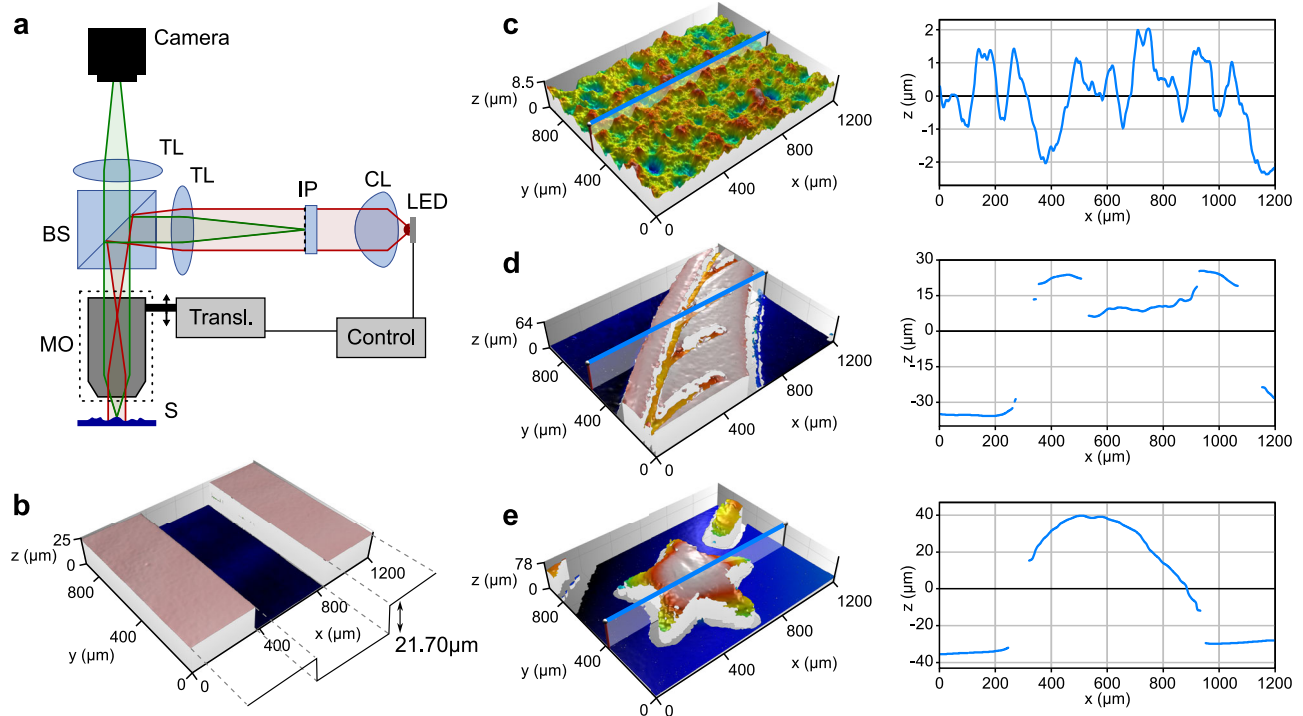 a
Camera
TL
TL
IP
CL
LED
BS
Transl.
Control
MO
S
b
25
z (µm)
0
800
400
y (µm)
0
0
400
x (µm)
800
1200
21.70µm
c
8.5
z (µm)
0
800
y (µm)
400
0
0
400
x (µm)
800
1200
2
1
0
-1
-2
z (µm)
0
200
400
600
800
1000
1200
x (µm)
d
64
z (µm)
0
800
y (µm)
400
0
0
400
x (µm)
800
1200
30
15
0
-15
-30
z (µm)
0
200
400
600
800
1000
1200
x (µm)
e
78
z (µm)
0
800
y (µm)
400
0
0
400
x (µm)
800
1200
40
20
0
-20
-40
z (µm)
0
200
400
600
800
1000
1200
x (µm)